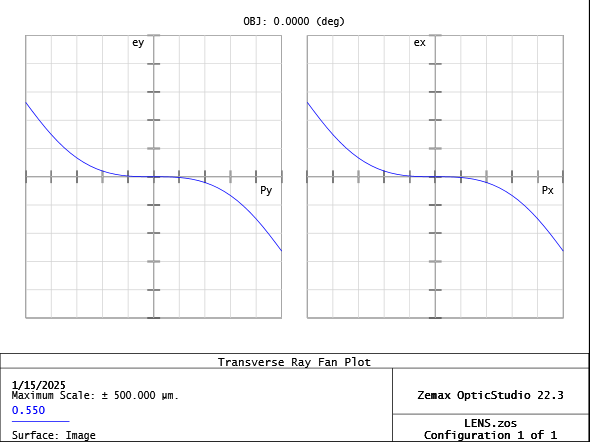 OBJ: 0.0000 (deg)
ey
ex
Py
Px
Transverse Ray Fan Plot
1/15/2025
Maximum Scale: ± 500.000 µm.
0.550
Surface: Image
Zemax OpticStudio 22.3
LENS.zos
Configuration 1 of 1